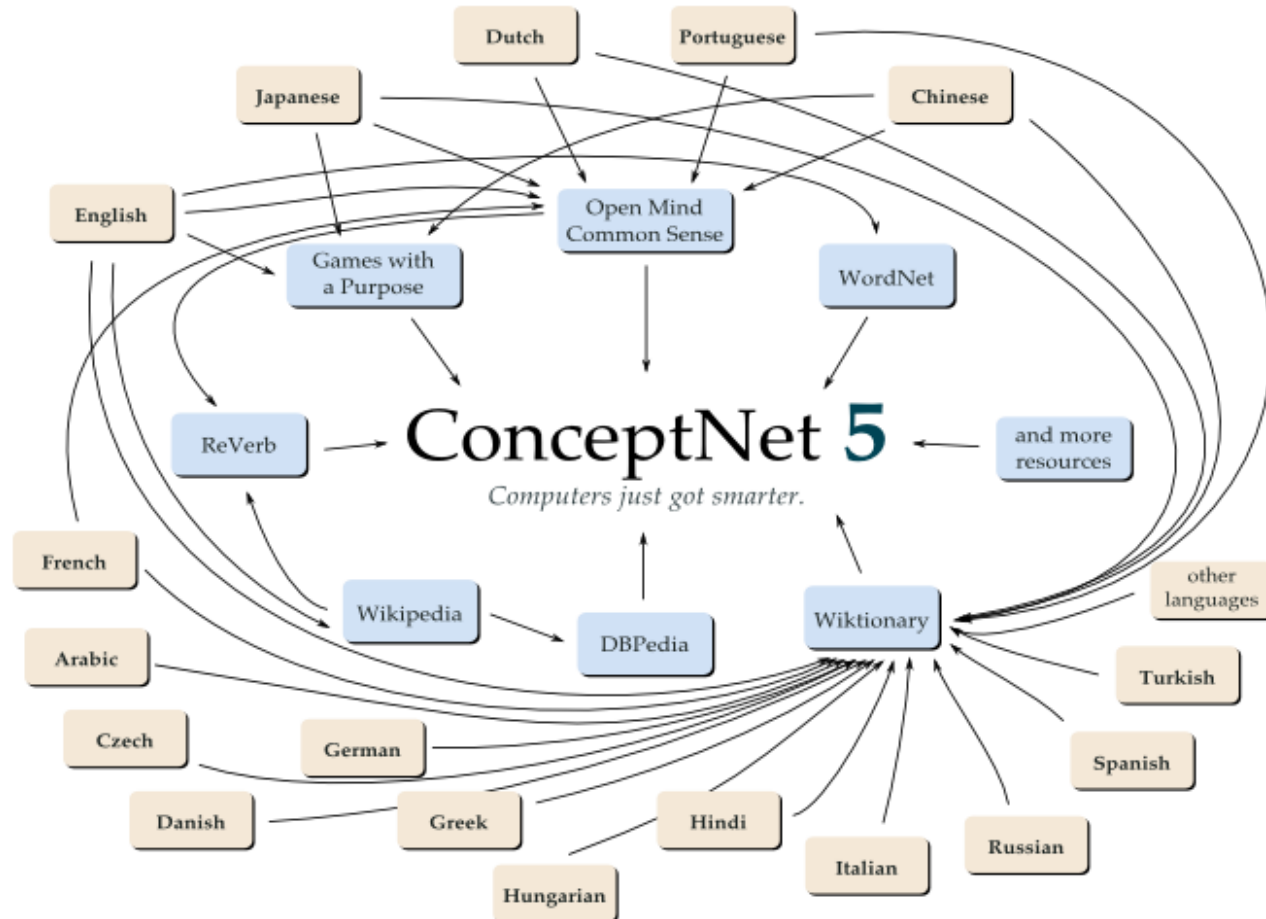 Dutch
Portuguese
Japanese
Chinese
English
Open Mind
Common Sense
Games with
a Purpose
WordNet
ReVerb
ConceptNet 5
and more
resources
Computers just got smarter.
French
other
languages
Wikipedia
Wiktionary
DBPedia
Arabic
Turkish
Czech
German
Spanish
Danish
Greek
Hindi
Russian
Italian
Hungarian